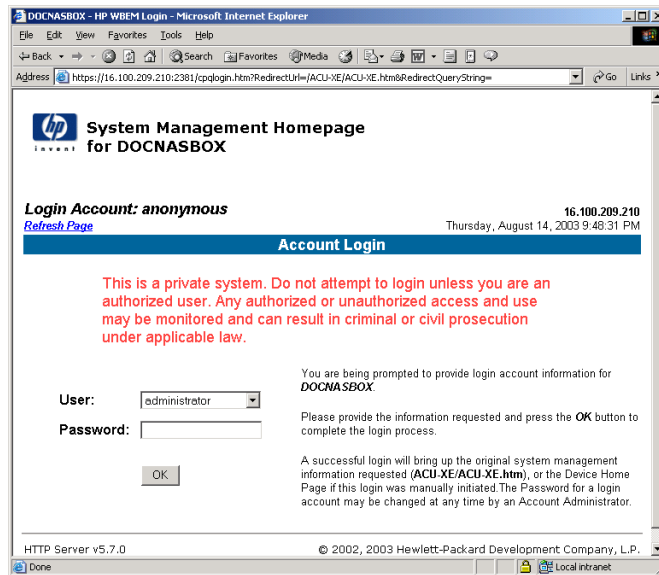 DOCNASBOX - HP WBEM Login - Microsoft Internet Explorer
File Edit View Favorites Tools Help
Back Search Favorites Media
Address https://16.100.209.210:2381/cpqlogin.htm?RedirectUrl=/ACU-XE/ACU-XE.htm&RedirectQueryString= Go Links
hp
invent
System Management Homepage
for DOCNASBOX
Login Account: anonymous
16.100.209.210
Refresh Page
Thursday, August 14, 2003 9:48:31 PM
Account Login
This is a private system. Do not attempt to login unless you are an
authorized user. Any authorized or unauthorized access and use
may be monitored and can result in criminal or civil prosecution
under applicable law.
User:
administrator
Password:
OK
You are being prompted to provide login account information for
DOCNASBOX.
Please provide the information requested and press the OK button to
complete the login process.
A successful login will bring up the original system management
information requested (ACU-XE/ACU-XE.htm), or the Device Home
Page if this login was manually initiated.The Password for a login
account may be changed at any time by an Account Administrator.
HTTP Server v5.7.0
© 2002, 2003 Hewlett-Packard Development Company, L.P.
Done
Local intranet